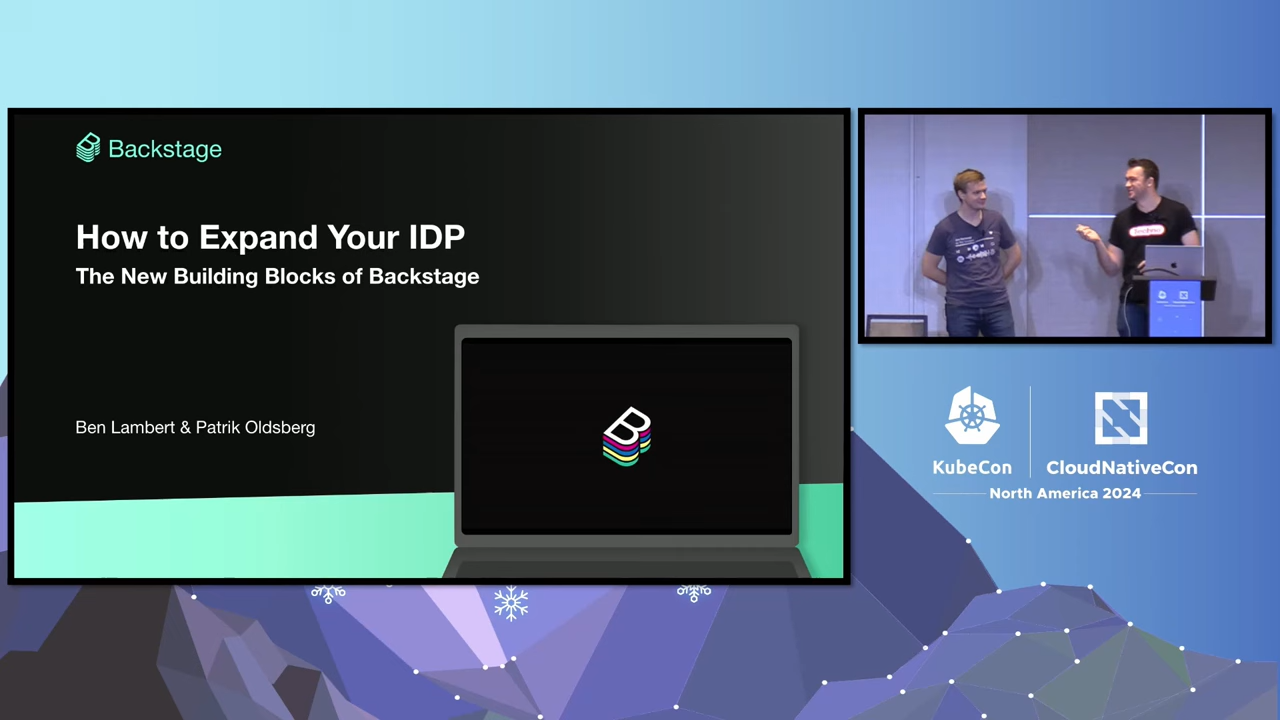 Backstage
How to Expand Your IDP
The New Building Blocks of Backstage
Ben Lambert & Patrik Oldsberg
KubeCon
CloudNativeCon
North America 2024